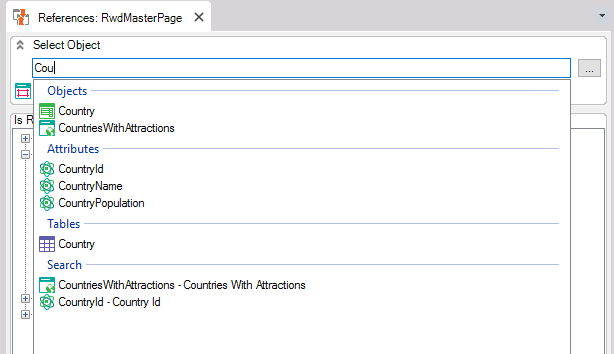 References: RwdMasterPage
Select Object
Cou
...
Objects
Country
CountriesWithAttractions
Is R
Attributes
CountryId
CountryName
CountryPopulation
Tables
Country
Search
CountriesWithAttractions - Countries With Attractions
CountryId - Country Id